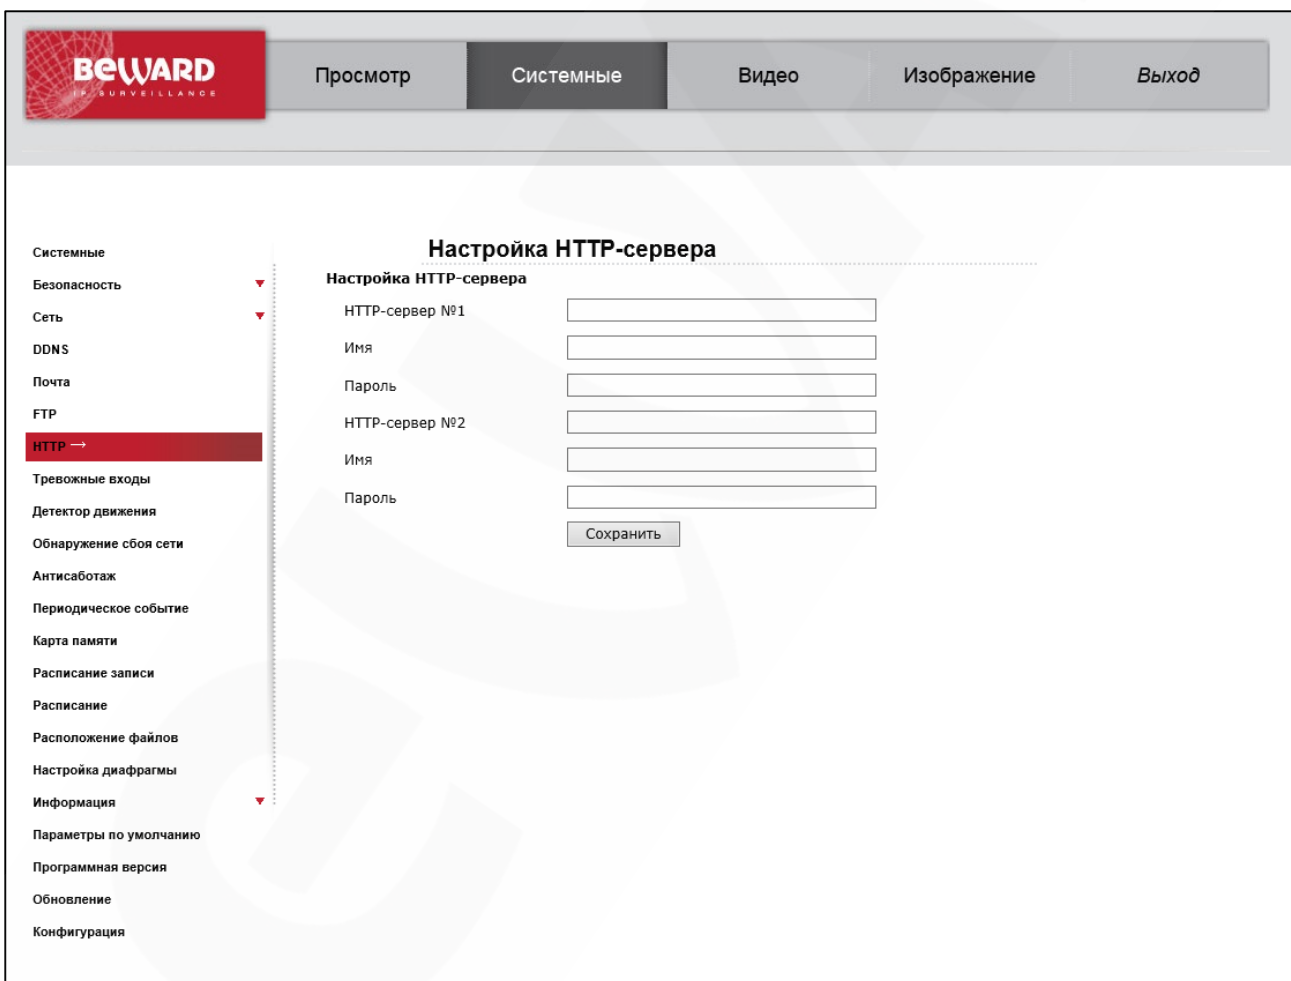 BEWARD
IP SURVEILLANCE
Просмотр
Системные
Видео
Изображение
Выход
Системные
Безопасность
Сеть
DDNS
Почта
FTP
HTTP →
Тревожные входы
Детектор движения
Обнаружение сбоя сети
Антисаботаж
Периодическое событие
Карта памяти
Расписание записи
Расписание
Расположение файлов
Настройка диафрагмы
Информация
Параметры по умолчанию
Программная версия
Обновление
Конфигурация
Настройка HTTP-сервера
Настройка HTTP-сервера
HTTP-сервер №1
Имя
Пароль
HTTP-сервер №2
Имя
Пароль
Сохранить